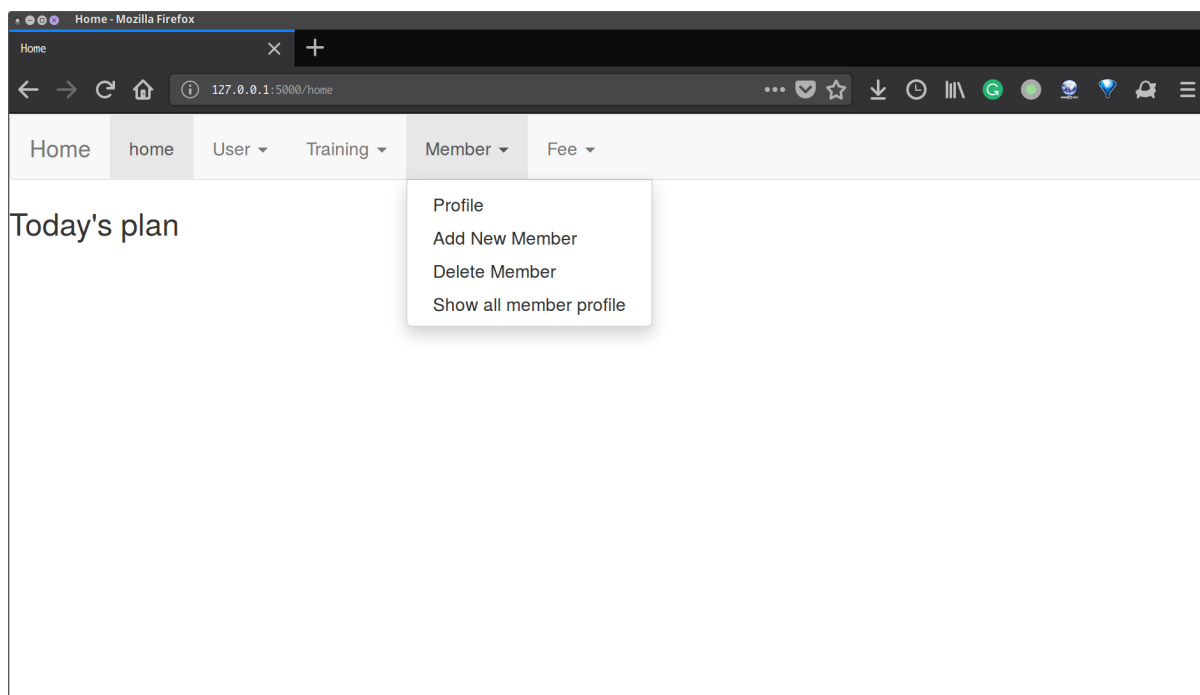 Home - Mozilla Firefox
Home
127.0.0.1:5000/home
Home home User Training Member Fee
Profile
Add New Member
Delete Member
Show all member profile
Today's plan